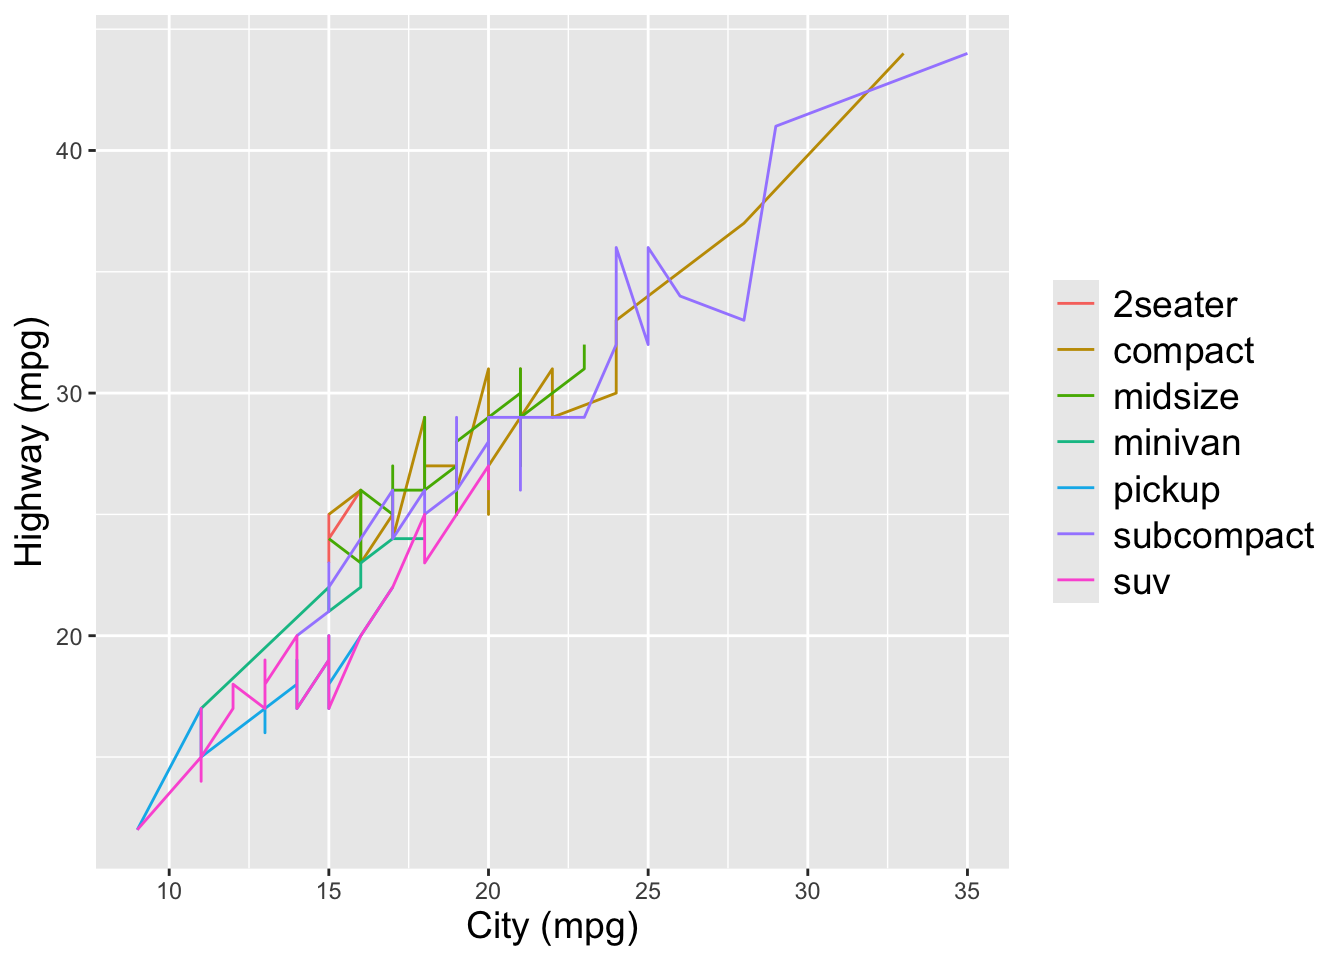 Highway (mpg)
40
30
20
10 15 20 25 30 35
City (mpg)
2seater
compact
midsize
minivan
pickup
subcompact
suv